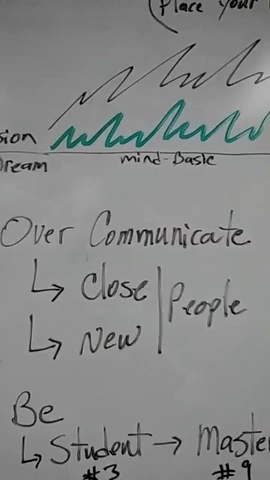 Place Your
sion
Dream mind-Basic
Over Communicate
↳ Close
People
↳ New
Be
↳ Student → Maste
#3 #9